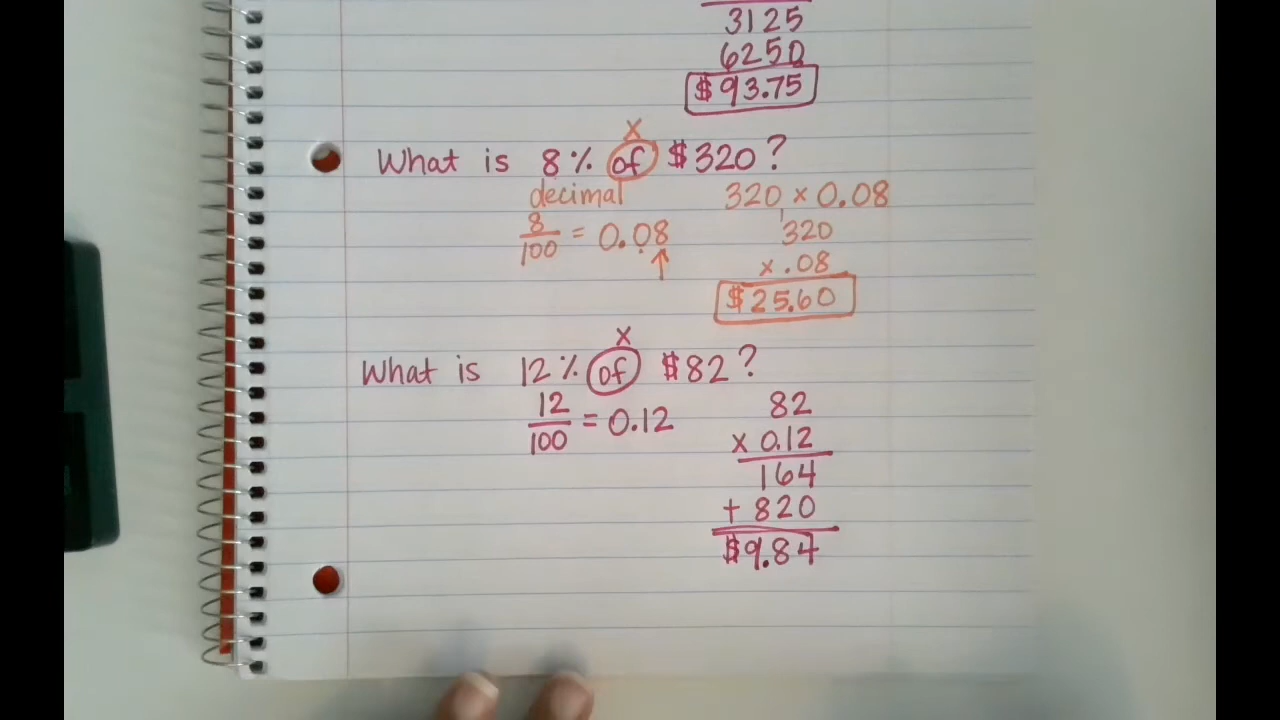 3125
6250
$93.75
x
What is 8% of $320?
decimal
8/100 = 0.08
320 x 0.08
320
x .08
$25.60
x
What is 12% of $82?
12/100 = 0.12
82
x 0.12
164
+ 820
$9.84